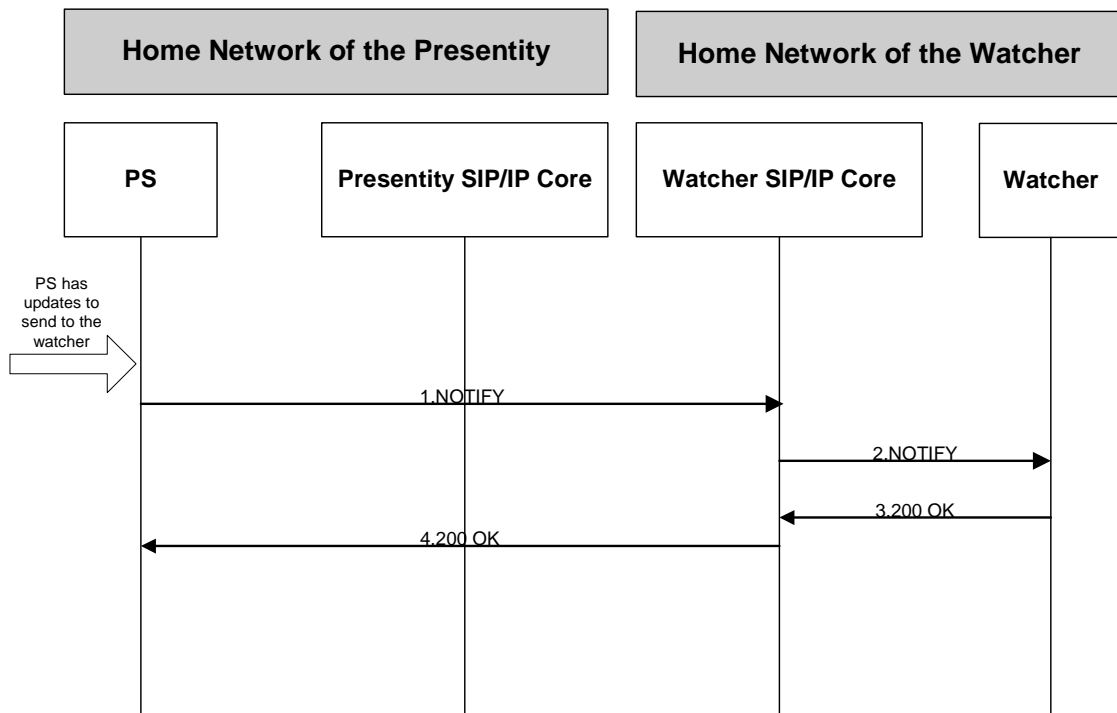 Home Network of the Presentity
Home Network of the Watcher
PS
Presentity SIP/IP Core
Watcher SIP/IP Core
Watcher
PS has
updates to
send to the
watcher
1.NOTIFY
2.NOTIFY
3.200 OK
4.200 OK